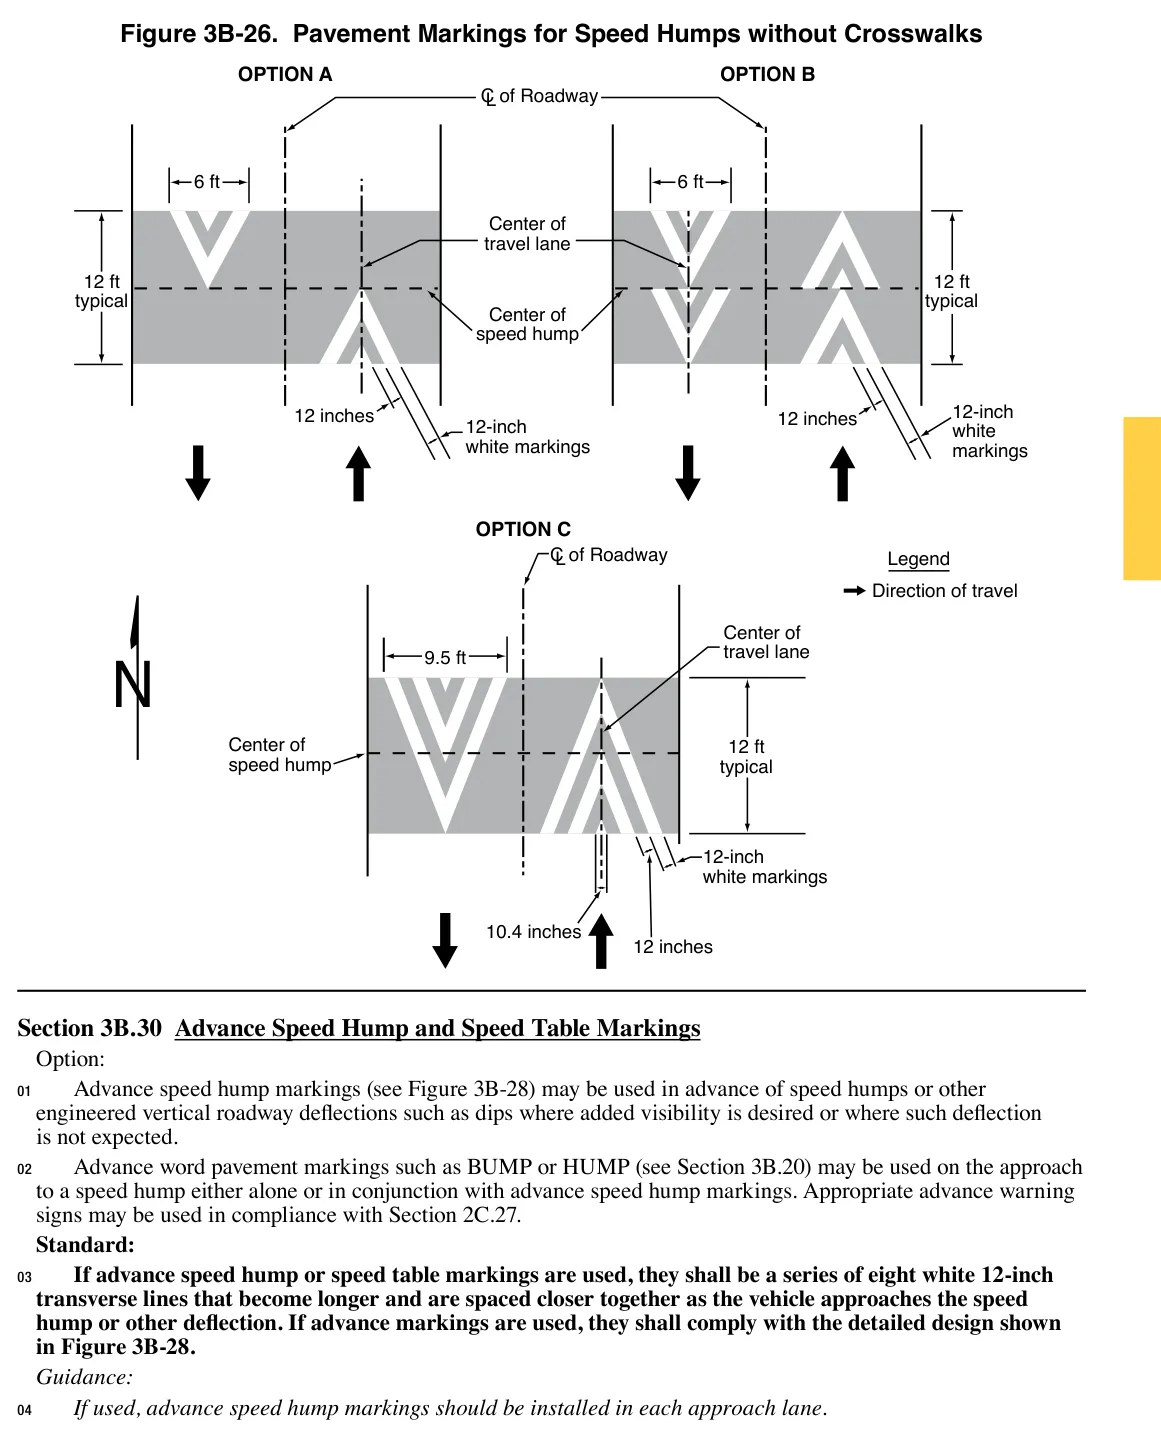 Figure 3B-26. Pavement Markings for Speed Humps without Crosswalks
OPTION A
OPTION B
℄ of Roadway
6 ft
6 ft
Center of
travel lane
12 ft
typical
12 ft
typical
Center of
speed hump
12 inches
12-inch
white markings
12 inches
12-inch
white
markings
OPTION C
℄ of Roadway
Legend
Direction of travel
N
9.5 ft
Center of
travel lane
Center of
speed hump
12 ft
typical
12-inch
white markings
10.4 inches
12 inches
Section 3B.30 Advance Speed Hump and Speed Table Markings
Option:
01 Advance speed hump markings (see Figure 3B-28) may be used in advance of speed humps or other
engineered vertical roadway deflections such as dips where added visibility is desired or where such deflection
is not expected.
02 Advance word pavement markings such as BUMP or HUMP (see Section 3B.20) may be used on the approach
to a speed hump either alone or in conjunction with advance speed hump markings. Appropriate advance warning
signs may be used in compliance with Section 2C.27.
Standard:
03 If advance speed hump or speed table markings are used, they shall be a series of eight white 12-inch
transverse lines that become longer and are spaced closer together as the vehicle approaches the speed
hump or other deflection. If advance markings are used, they shall comply with the detailed design shown
in Figure 3B-28.
Guidance:
04 If used, advance speed hump markings should be installed in each approach lane.